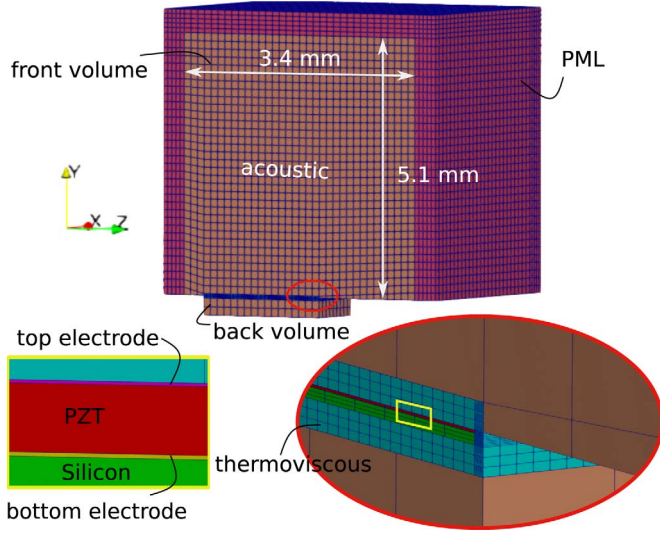 front volume
3.4 mm
PML
acoustic
5.1 mm
Y
X
Z
back volume
top electrode
PZT
Silicon
thermoviscous
bottom electrode